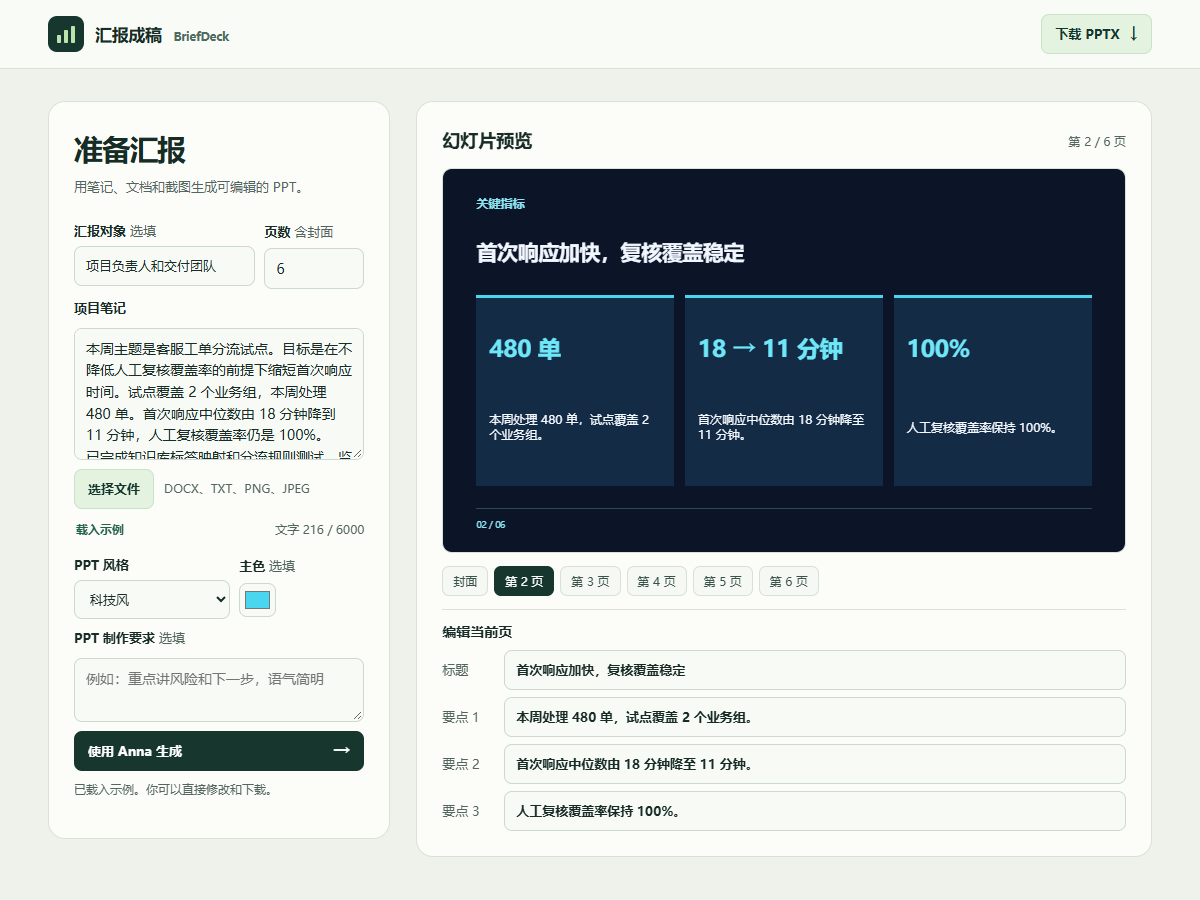 汇报成稿 BriefDeck
下载 PPTX ↓
准备汇报
用笔记、文档和截图生成可编辑的 PPT。
汇报对象 选填
页数 含封面
项目负责人和交付团队
6
项目笔记
本周主题是客服工单分流试点。目标是在不
降低人工复核覆盖率的前提下缩短首次响应
时间。试点覆盖 2 个业务组，本周处理
480 单。首次响应中位数由 18 分钟降到
11 分钟，人工复核覆盖率仍是 100%。
已完成知识库标签映射和分流规则测试。监
选择文件
DOCX、TXT、PNG、JPEG
载入示例
文字 216 / 6000
PPT 风格
主色 选填
科技风
PPT 制作要求 选填
例如：重点讲风险和下一步，语气简明
使用 Anna 生成 →
已载入示例。你可以直接修改和下载。
幻灯片预览
第 2 / 6 页
关键指标
首次响应加快，复核覆盖稳定
480 单
本周处理 480 单，试点覆盖 2
个业务组。
18 → 11 分钟
首次响应中位数由 18 分钟降至
11 分钟。
100%
人工复核覆盖率保持 100%。
02 / 06
封面
第 2 页
第 3 页
第 4 页
第 5 页
第 6 页
编辑当前页
标题
首次响应加快，复核覆盖稳定
要点 1
本周处理 480 单，试点覆盖 2 个业务组。
要点 2
首次响应中位数由 18 分钟降至 11 分钟。
要点 3
人工复核覆盖率保持 100%。